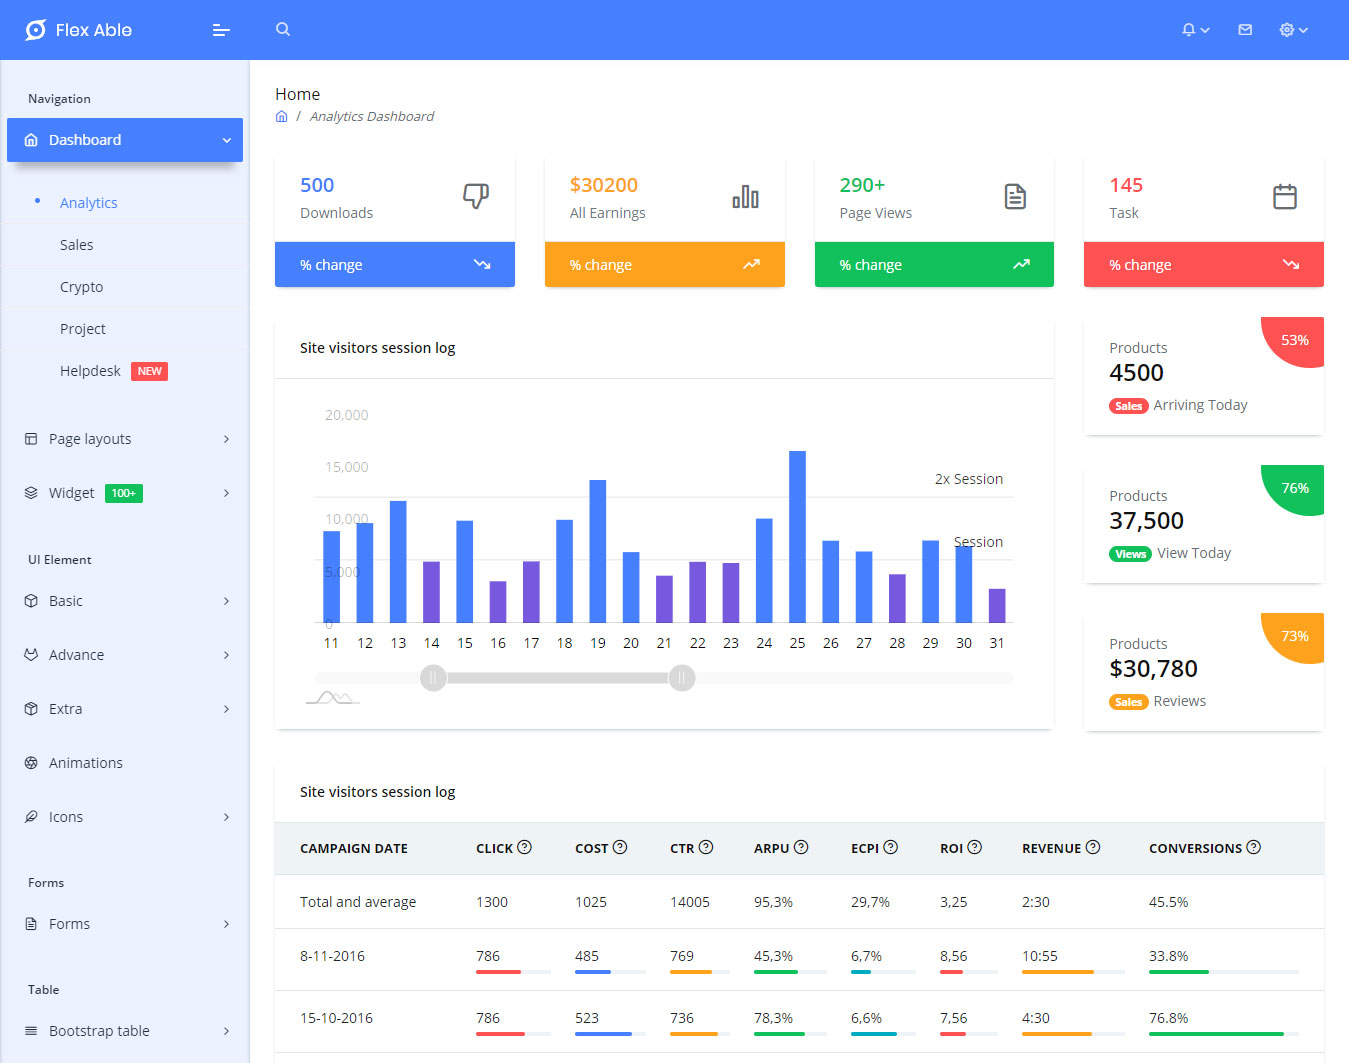 Flex Able
Navigation
Dashboard
Analytics
Sales
Crypto
Project
Helpdesk NEW
Page layouts
Widget 100+
UI Element
Basic
Advance
Extra
Animations
Icons
Forms
Forms
Table
Bootstrap table
Home
/ Analytics Dashboard
500
Downloads
% change
$30200
All Earnings
% change
290+
Page Views
% change
145
Task
% change
Site visitors session log
20,000
15,000
10,000
5,000
0
2x Session
Session
11 12 13 14 15 16 17 18 19 20 21 22 23 24 25 26 27 28 29 30 31
53%
Products
4500
Sales Arriving Today
76%
Products
37,500
Views View Today
73%
Products
$30,780
Sales Reviews
Site visitors session log
CAMPAIGN DATE CLICK COST CTR ARPU ECPI ROI REVENUE CONVERSIONS
Total and average 1300 1025 14005 95,3% 29,7% 3,25 2:30 45.5%
8-11-2016 786 485 769 45,3% 6,7% 8,56 10:55 33.8%
15-10-2016 786 523 736 78,3% 6,6% 7,56 4:30 76.8%